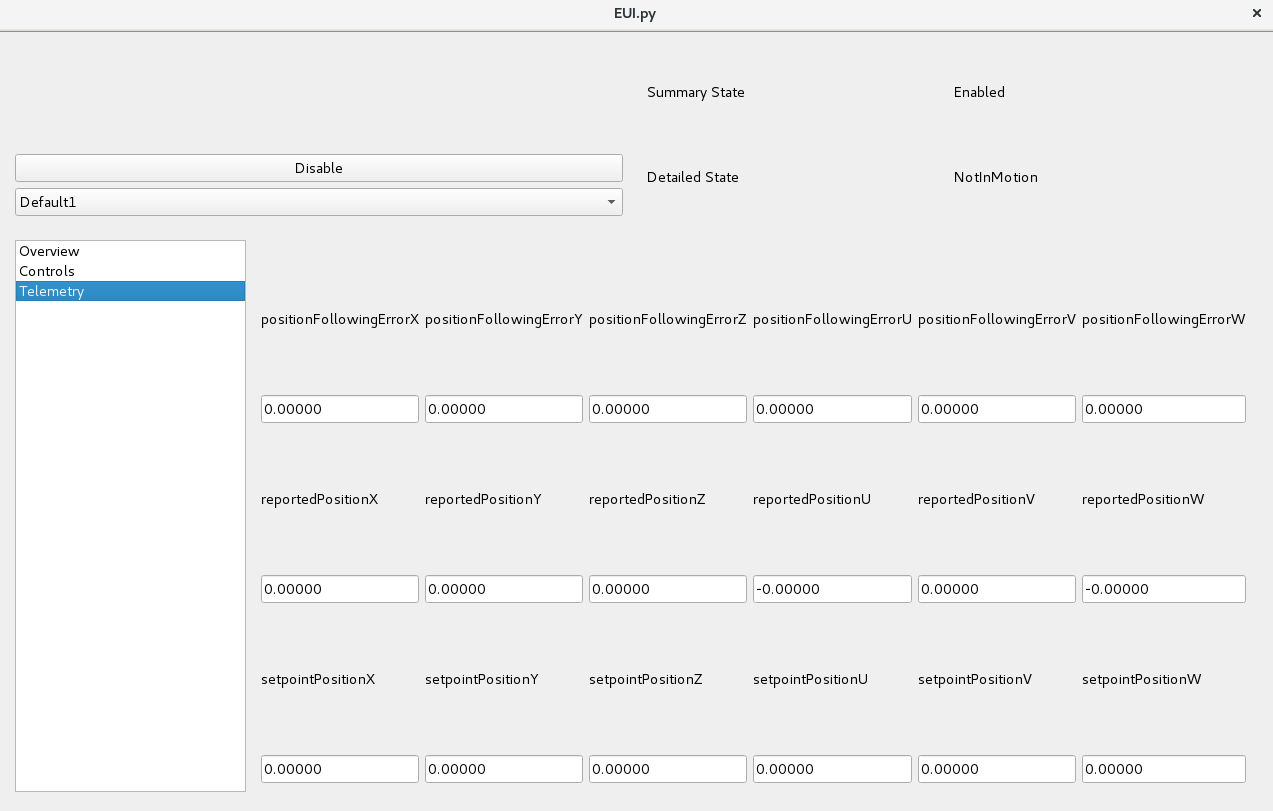 EUI.py
Summary State Enabled
Disable
Detailed State NotInMotion
Default1
Overview
Controls
Telemetry
positionFollowingErrorX positionFollowingErrorY positionFollowingErrorZ positionFollowingErrorU positionFollowingErrorV positionFollowingErrorW
0.00000 0.00000 0.00000 0.00000 0.00000 0.00000
reportedPositionX reportedPositionY reportedPositionZ reportedPositionU reportedPositionV reportedPositionW
0.00000 0.00000 0.00000 -0.00000 0.00000 -0.00000
setpointPositionX setpointPositionY setpointPositionZ setpointPositionU setpointPositionV setpointPositionW
0.00000 0.00000 0.00000 0.00000 0.00000 0.00000